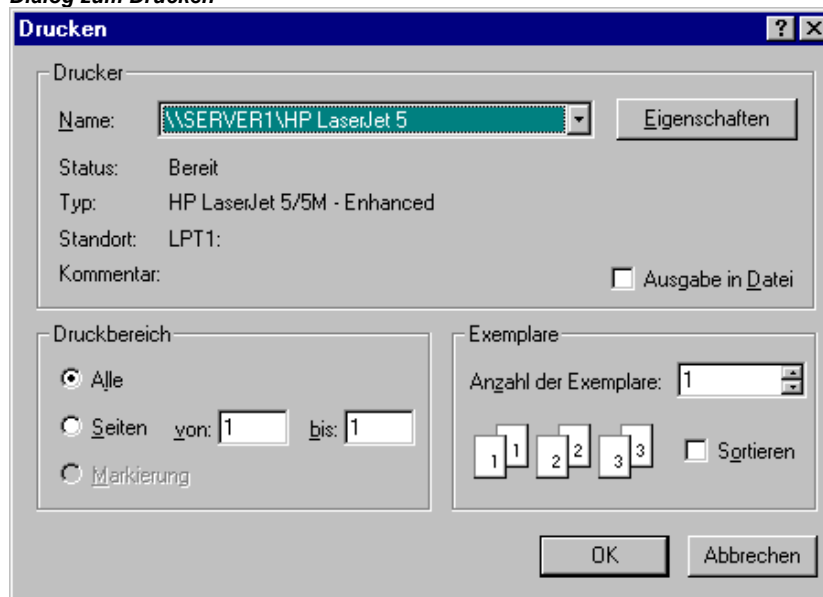 Dialog zum Drucken
Drucken
Drucker
Name: \\SERVER1\HP LaserJet 5 Eigenschaften
Status: Bereit
Typ: HP LaserJet 5/5M - Enhanced
Standort: LPT1:
Kommentar: Ausgabe in Datei
Druckbereich
Alle
Seiten von: 1 bis: 1
Markierung
Exemplare
Anzahl der Exemplare: 1
1 1 2 2 3 3 Sortieren
OK Abbrechen